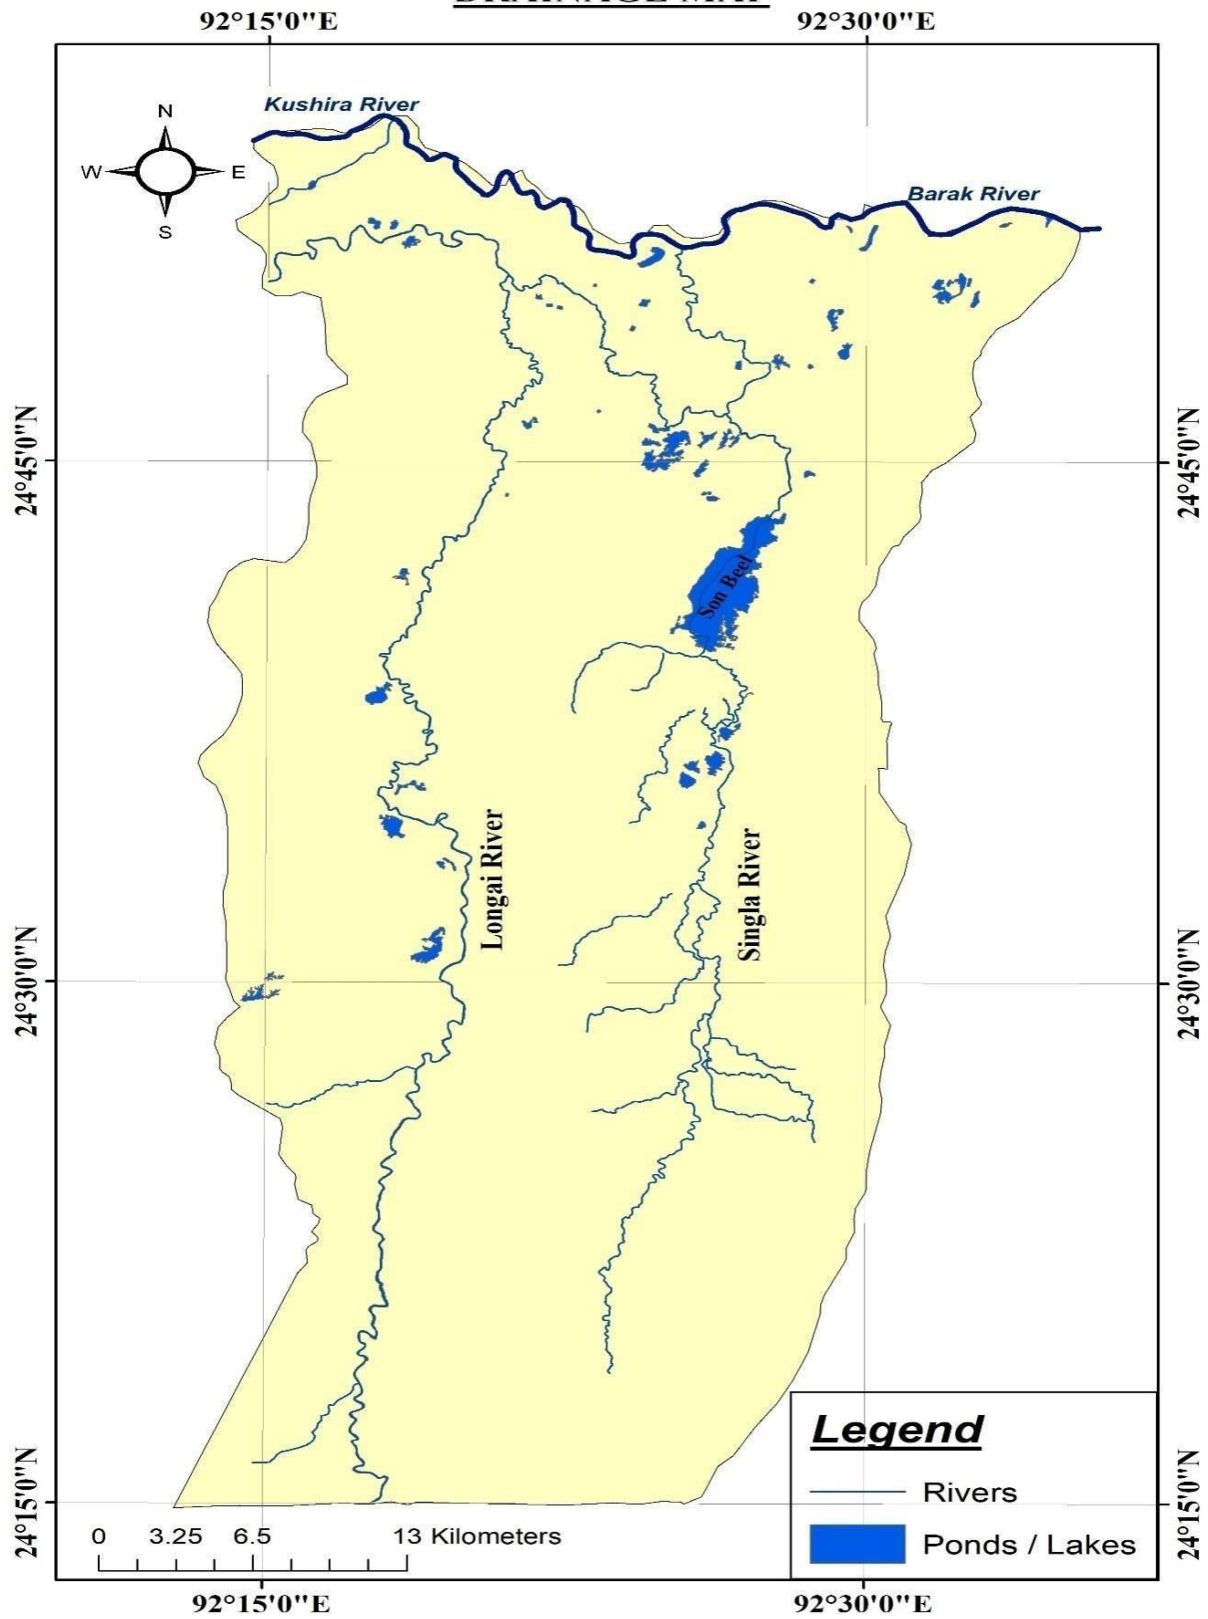 DRAINAGE MAP
92°15'0"E
92°30'0"E
Kushira River
N
W
E
S
Barak River
24°45'0"N
24°45'0"N
Son Beel
Longai River
Singla River
24°30'0"N
24°30'0"N
Legend
Rivers
Ponds / Lakes
24°15'0"N
24°15'0"N
0 3.25 6.5 13 Kilometers
92°15'0"E
92°30'0"E